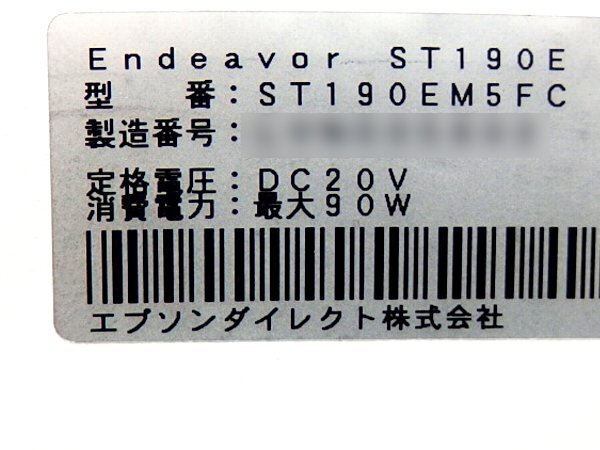 Endeavor ST190E
型 番:ST190EM5FC
製造番号:
定格電圧:DC20V
消費電力:最大90W
エプソンダイレクト株式会社